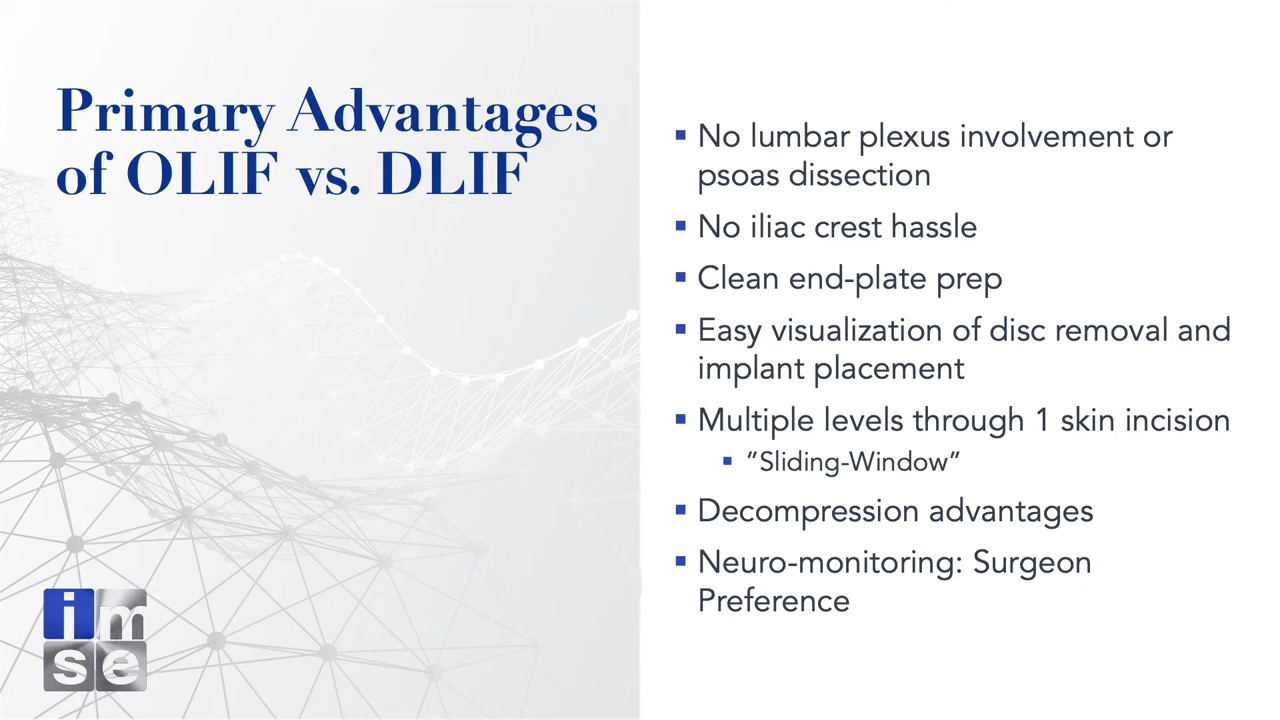 Primary Advantages
of OLIF vs. DLIF
▪ No lumbar plexus involvement or
psoas dissection
▪ No iliac crest hassle
▪ Clean end-plate prep
▪ Easy visualization of disc removal and
implant placement
▪ Multiple levels through 1 skin incision
▪ ”Sliding-Window”
▪ Decompression advantages
▪ Neuro-monitoring: Surgeon
Preference
im
se